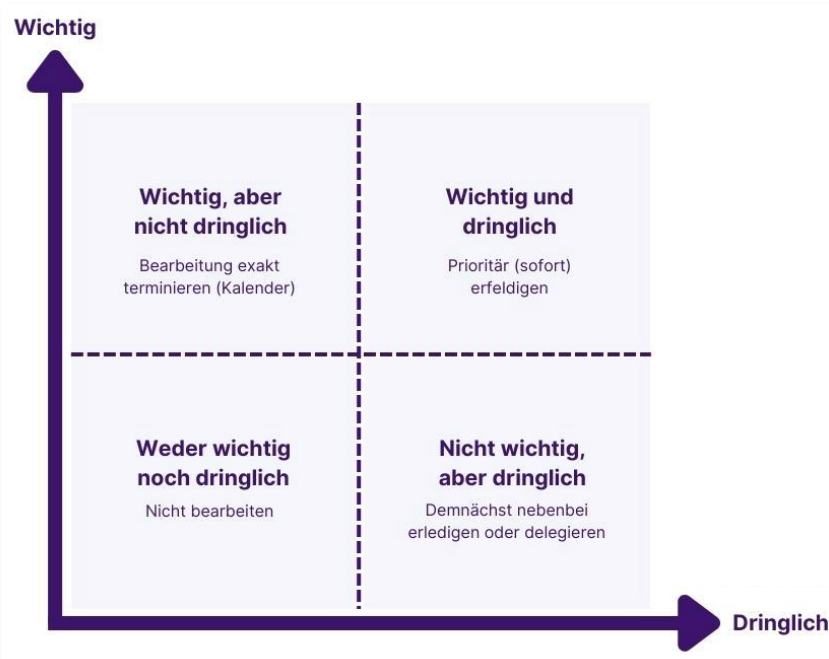 Wichtig
Wichtig, aber
nicht dringlich
Bearbeitung exakt
terminieren (Kalender)
Wichtig und
dringlich
Prioritär (sofort)
erfeldigen
Weder wichtig
noch dringlich
Nicht bearbeiten
Nicht wichtig,
aber dringlich
Demnächst nebenbei
erledigen oder delegieren
Dringlich